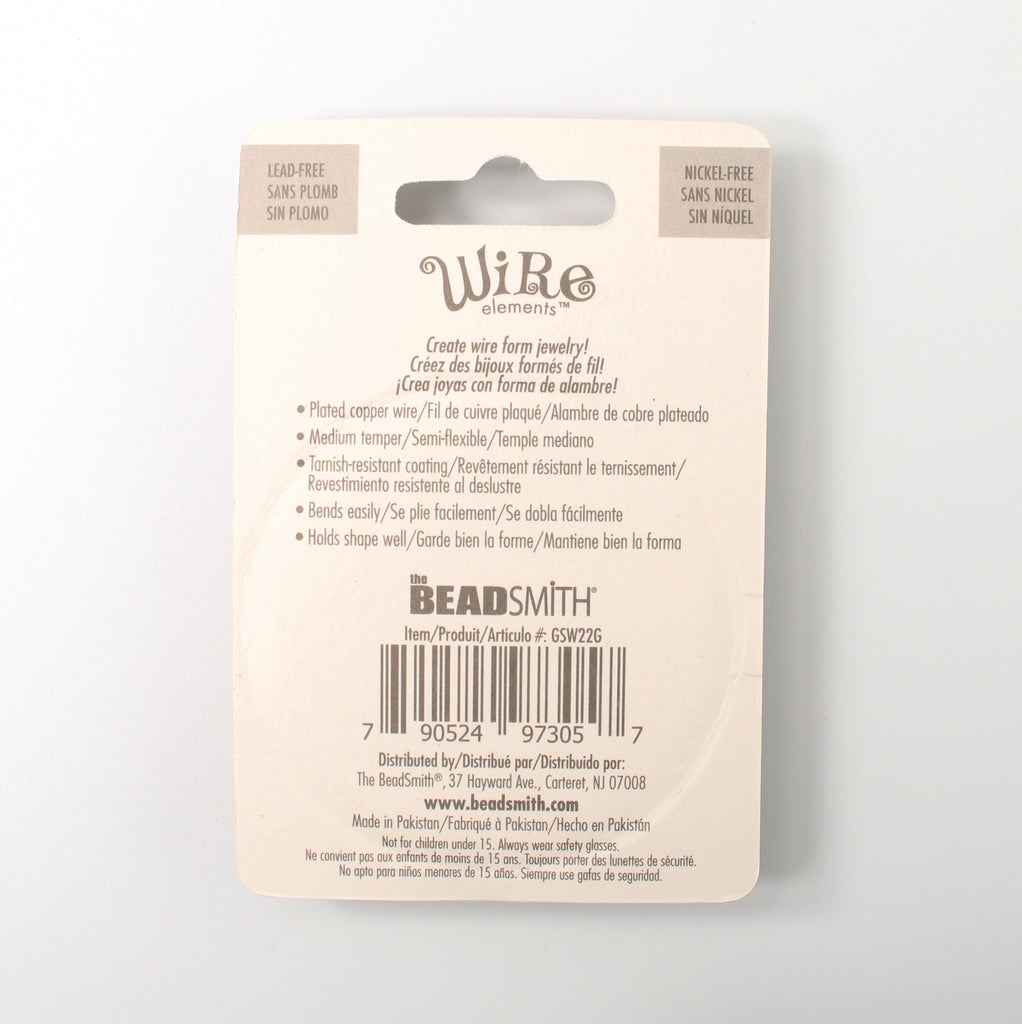 LEAD-FREE
SANS PLOMB
SIN PLOMO
NICKEL-FREE
SANS NICKEL
SIN NÍQUEL
WiRe
elements™
Create wire form jewelry!
Créez des bijoux formés de fil!
¡Crea joyas con forma de alambre!
• Plated copper wire/Fil de cuivre plaqué/Alambre de cobre plateado
• Medium temper/Semi-flexible/Temple mediano
• Tarnish-resistant coating/Revêtement résistant le ternissement/
Revestimiento resistente al deslustre
• Bends easily/Se plie facilement/Se dobla fácilmente
• Holds shape well/Garde bien la forme/Mantiene bien la forma
the
BEADSMiTH®
Item/Produit/Artículo #: GSW22G
7 90524 97305 7
Distributed by/Distribué par/Distribuido por:
The BeadSmith®, 37 Hayward Ave., Carteret, NJ 07008
www.beadsmith.com
Made in Pakistan/Fabriqué à Pakistan/Hecho en Pakistán
Not for children under 15. Always wear safety glasses.
Ne convient pas aux enfants de moins de 15 ans. Toujours porter des lunettes de sécurité.
No apto para niños menores de 15 años. Siempre use gafas de seguridad.